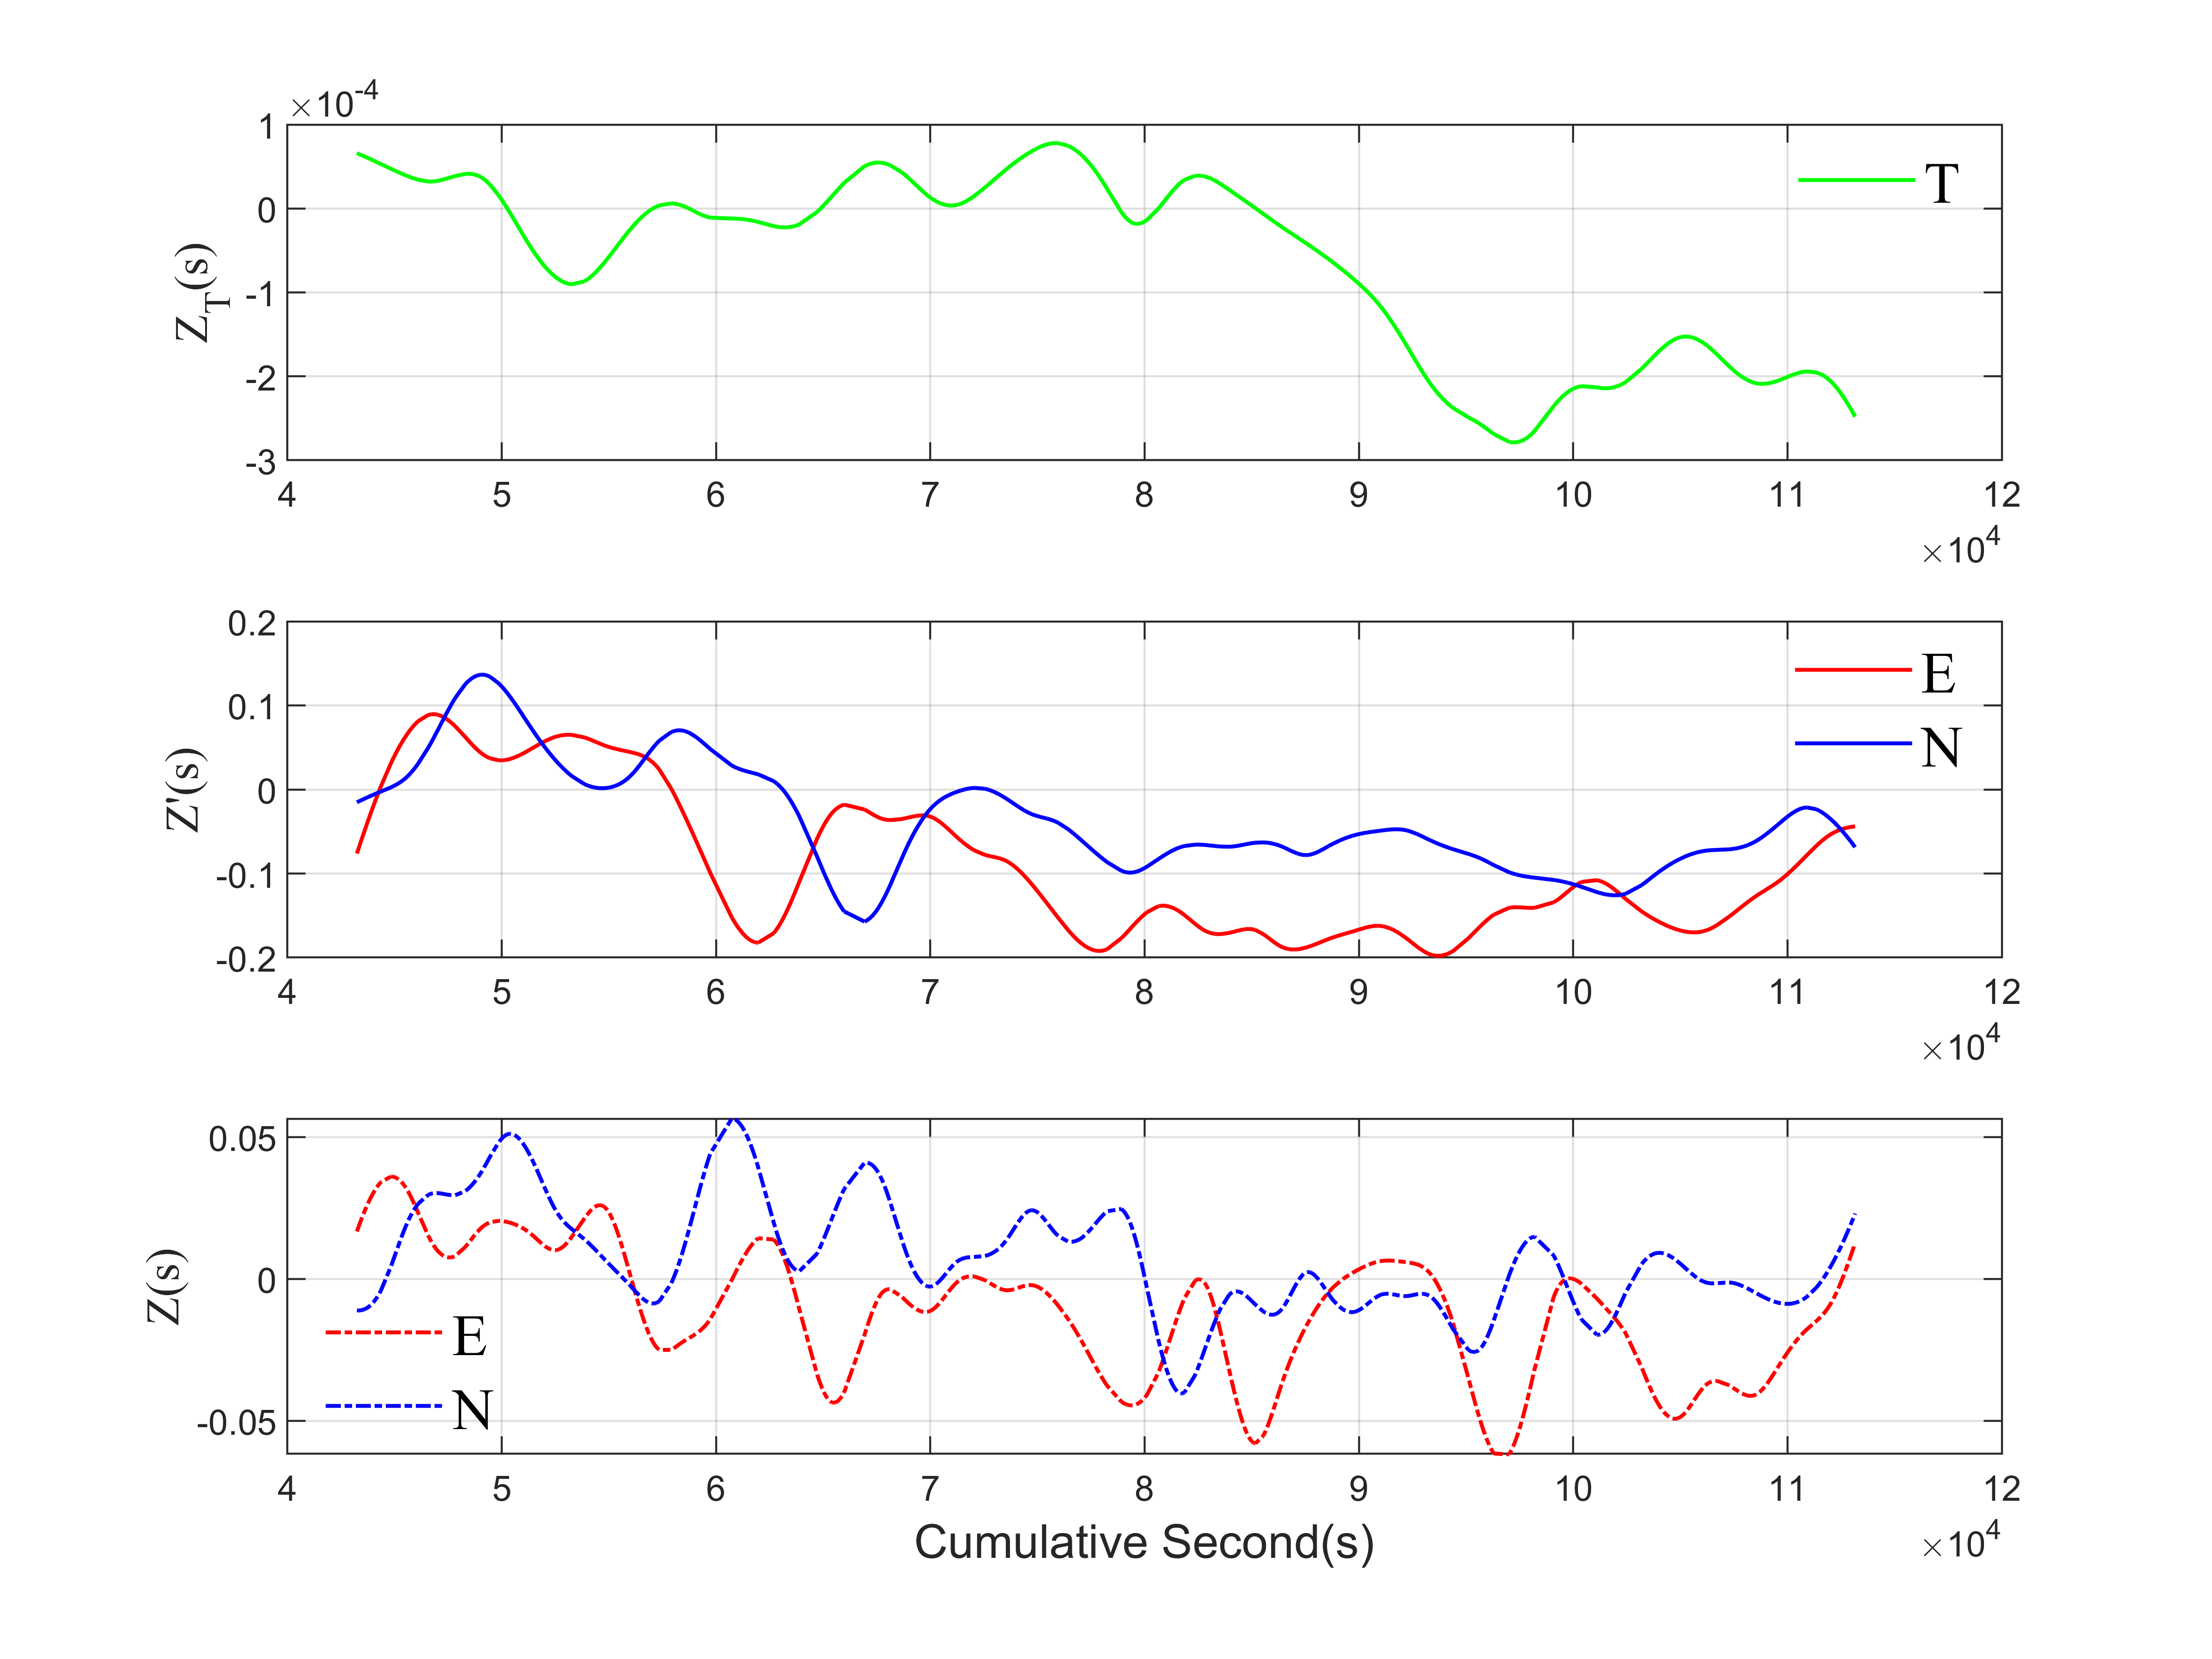 ×10-4
1
0
-1
-2
-3
ZT(s)
T
4 5 6 7 8 9 10 11 12
×104
0.2
0.1
0
-0.1
-0.2
Z'(s)
E
N
4 5 6 7 8 9 10 11 12
×104
0.05
0
-0.05
Z(s)
E
N
4 5 6 7 8 9 10 11 12
Cumulative Second(s)
×104